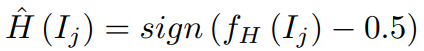 Ĥ (I_j) = sign (f_H (I_j) − 0.5)